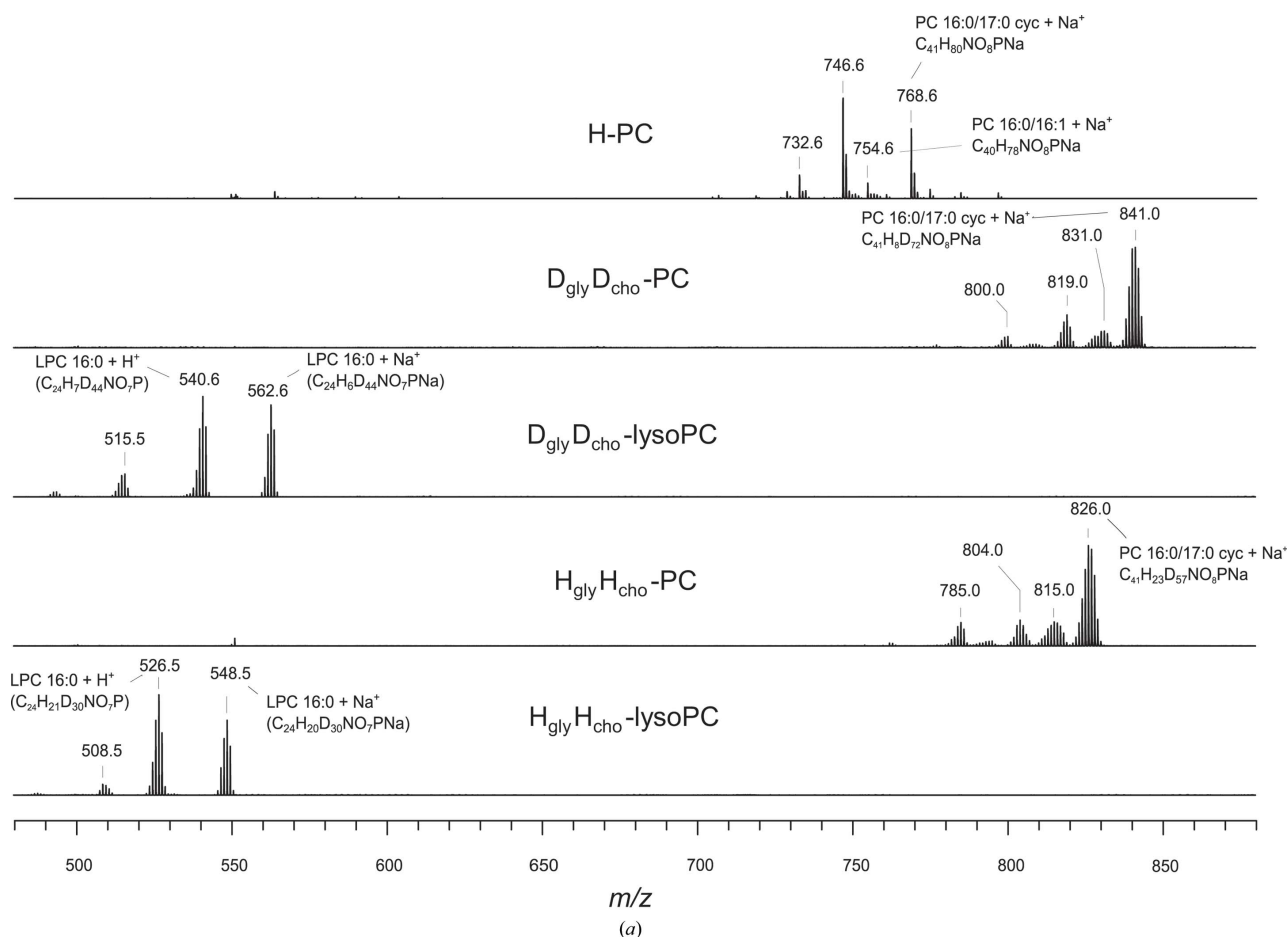 PC 16:0/17:0 cyc + Na⁺
C₄₁H₈₀NO₈PNa
746.6
768.6
H-PC
732.6
754.6
PC 16:0/16:1 + Na⁺
C₄₀H₇₈NO₈PNa
PC 16:0/17:0 cyc + Na⁺
C₄₁H₈D₇₂NO₈PNa
841.0
831.0
D_glyD_cho-PC
800.0
819.0
LPC 16:0 + H⁺
(C₂₄H₇D₄₄NO₇P)
540.6
LPC 16:0 + Na⁺
(C₂₄H₆D₄₄NO₇PNa)
562.6
D_glyD_cho-lysoPC
515.5
826.0
PC 16:0/17:0 cyc + Na⁺
C₄₁H₂₃D₅₇NO₈PNa
804.0
H_glyH_cho-PC
785.0
815.0
LPC 16:0 + H⁺
(C₂₄H₂₁D₃₀NO₇P)
526.5
548.5
LPC 16:0 + Na⁺
(C₂₄H₂₀D₃₀NO₇PNa)
H_glyH_cho-lysoPC
508.5
500 550 600 650 700 750 800 850
m/z
(a)